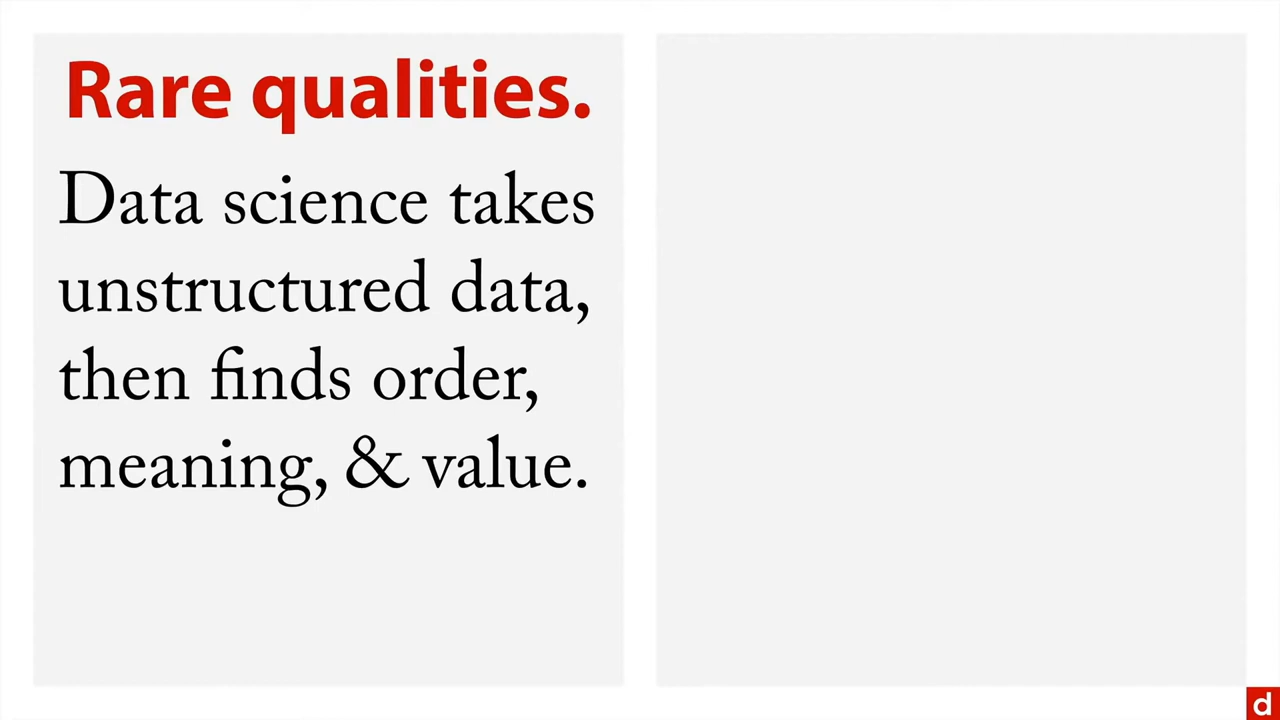 Rare qualities.
Data science takes
unstructured data,
then finds order,
meaning, & value.
d